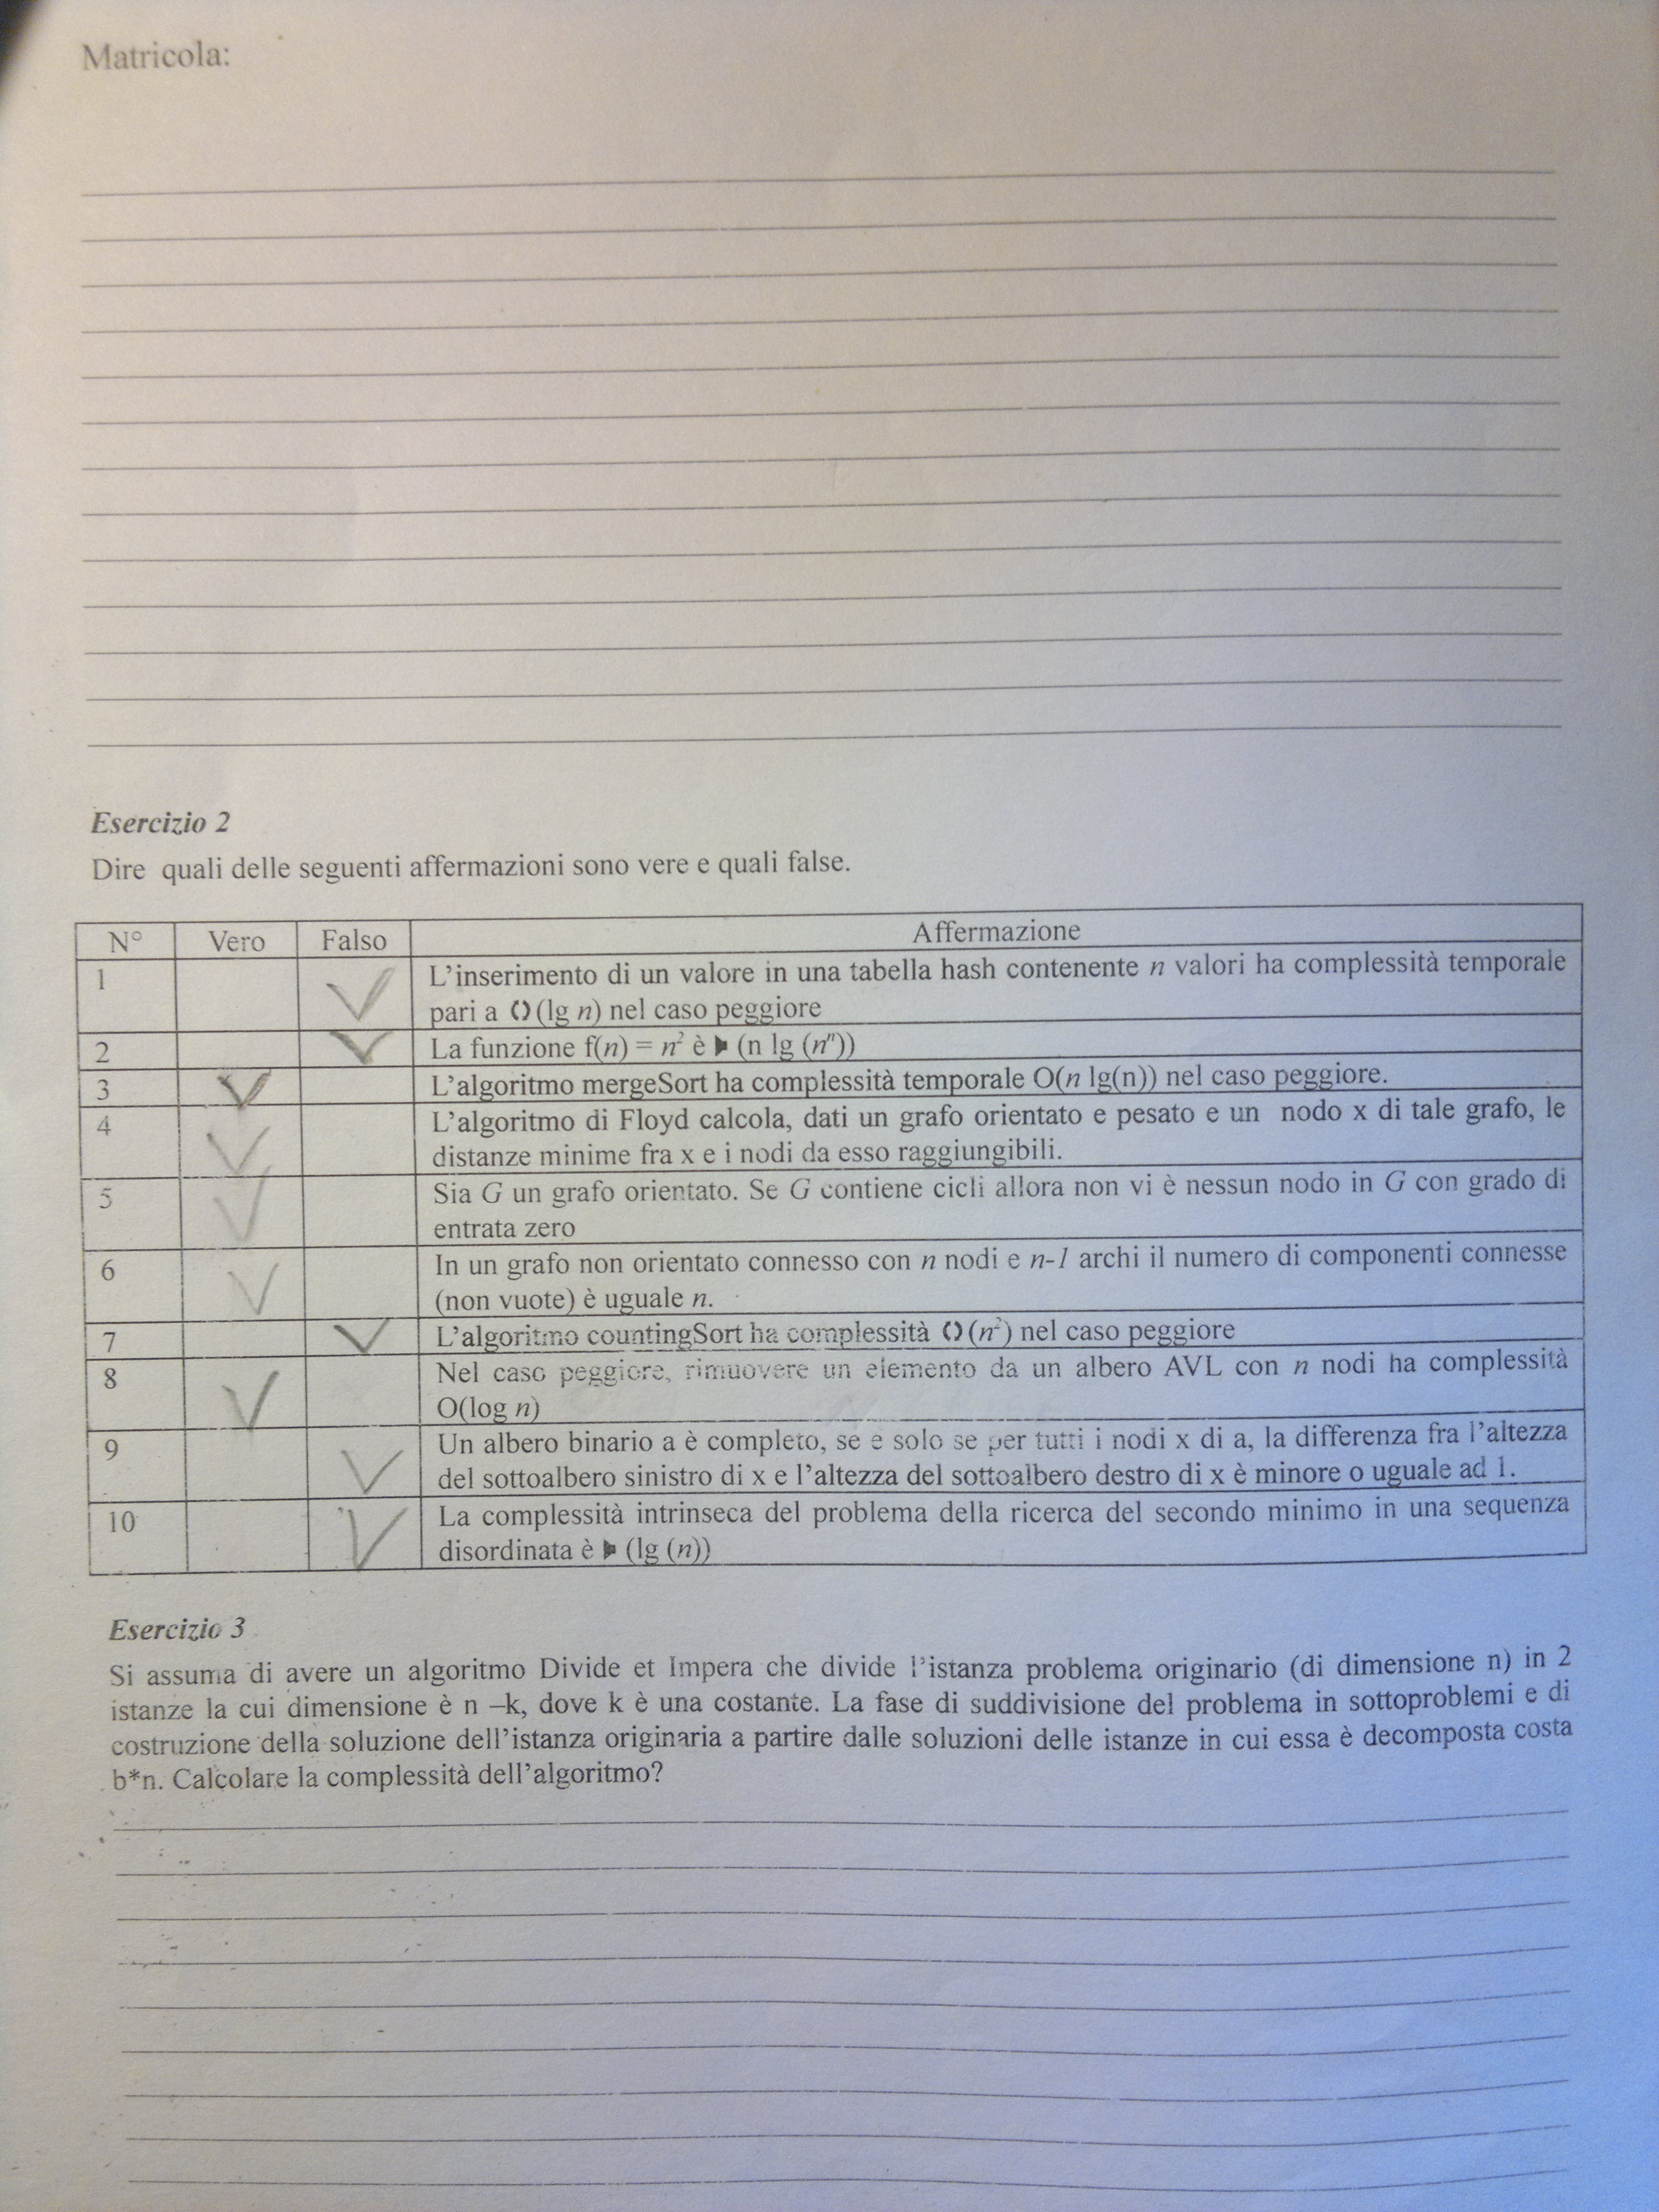 Matricola:
Esercizio 2
Dire quali delle seguenti affermazioni sono vere e quali false.
N° Vero Falso Affermazione
1 ✓ L'inserimento di un valore in una tabella hash contenente n valori ha complessità temporale
pari a O(lg n) nel caso peggiore
2 ✓ La funzione f(n) = n² è (n lg (nⁿ))
3 ✓ L'algoritmo mergeSort ha complessità temporale O(n lg(n)) nel caso peggiore.
4 ✓ L'algoritmo di Floyd calcola, dati un grafo orientato e pesato e un nodo x di tale grafo, le
distanze minime fra x e i nodi da esso raggiungibili.
5 ✓ Sia G un grafo orientato. Se G contiene cicli allora non vi è nessun nodo in G con grado di
entrata zero
6 ✓ In un grafo non orientato connesso con n nodi e n-1 archi il numero di componenti connesse
(non vuote) è uguale n.
7 ✓ L'algoritmo countingSort ha complessità O(n²) nel caso peggiore
8 ✓ Nel caso peggiore, rimuovere un elemento da un albero AVL con n nodi ha complessità
O(log n)
9 ✓ Un albero binario a è completo, se e solo se per tutti i nodi x di a, la differenza fra l'altezza
del sottoalbero sinistro di x e l'altezza del sottoalbero destro di x è minore o uguale ad 1.
10 ✓ La complessità intrinseca del problema della ricerca del secondo minimo in una sequenza
disordinata è (lg (n))
Esercizio 3
Si assuma di avere un algoritmo Divide et Impera che divide l'istanza problema originario (di dimensione n) in 2
istanze la cui dimensione è n –k, dove k è una costante. La fase di suddivisione del problema in sottoproblemi e di
costruzione della soluzione dell'istanza originaria a partire dalle soluzioni delle istanze in cui essa è decomposta costa
b*n. Calcolare la complessità dell'algoritmo?